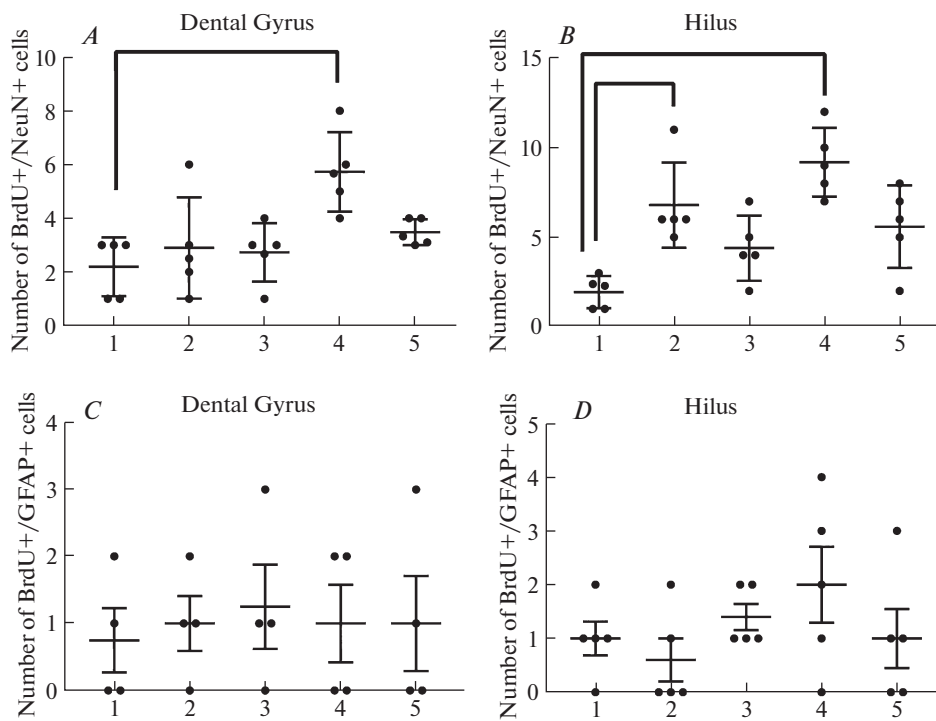 A
Dental Gyrus
Number of BrdU+/NeuN+ cells
10
8
6
4
2
0
1 2 3 4 5
B
Hilus
Number of BrdU+/NeuN+ cells
15
10
5
0
1 2 3 4 5
C
Dental Gyrus
Number of BrdU+/GFAP+ cells
4
3
2
1
0
1 2 3 4 5
D
Hilus
Number of BrdU+/GFAP+ cells
5
4
3
2
1
0
1 2 3 4 5